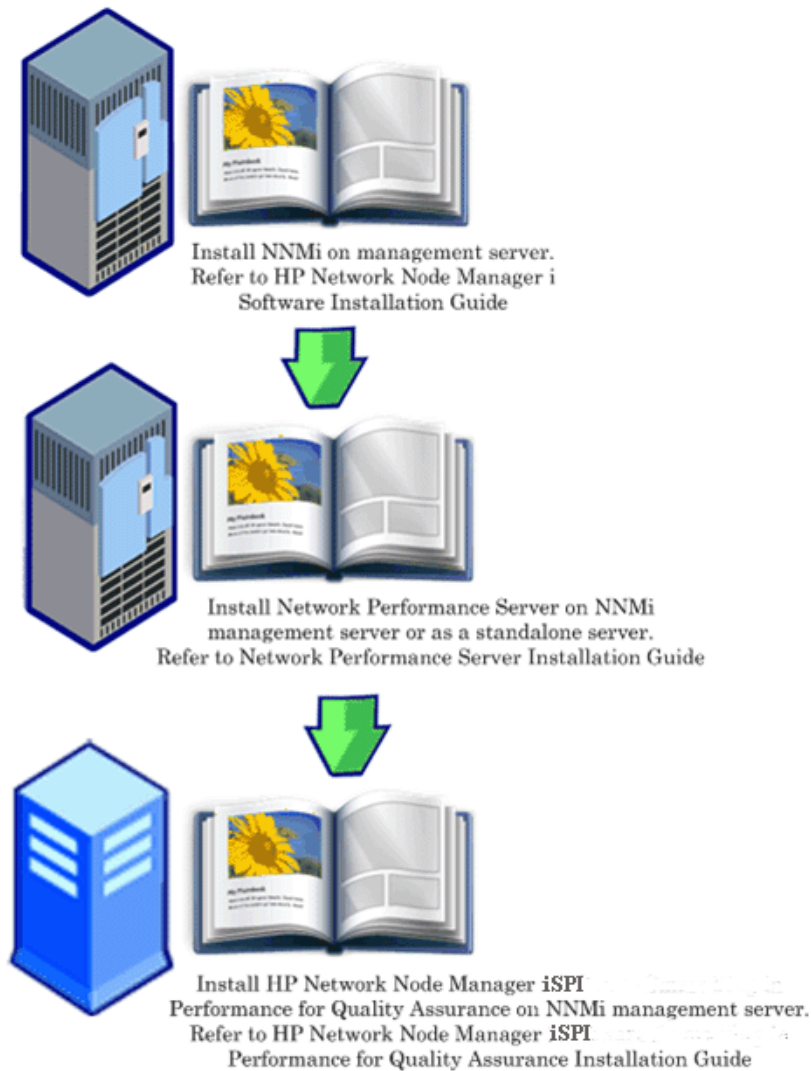 Install NNMi on management server.
Refer to HP Network Node Manager i
Software Installation Guide
Install Network Performance Server on NNMi
management server or as a standalone server.
Refer to Network Performance Server Installation Guide
Install HP Network Node Manager iSPI
Performance for Quality Assurance on NNMi management server.
Refer to HP Network Node Manager iSPI
Performance for Quality Assurance Installation Guide